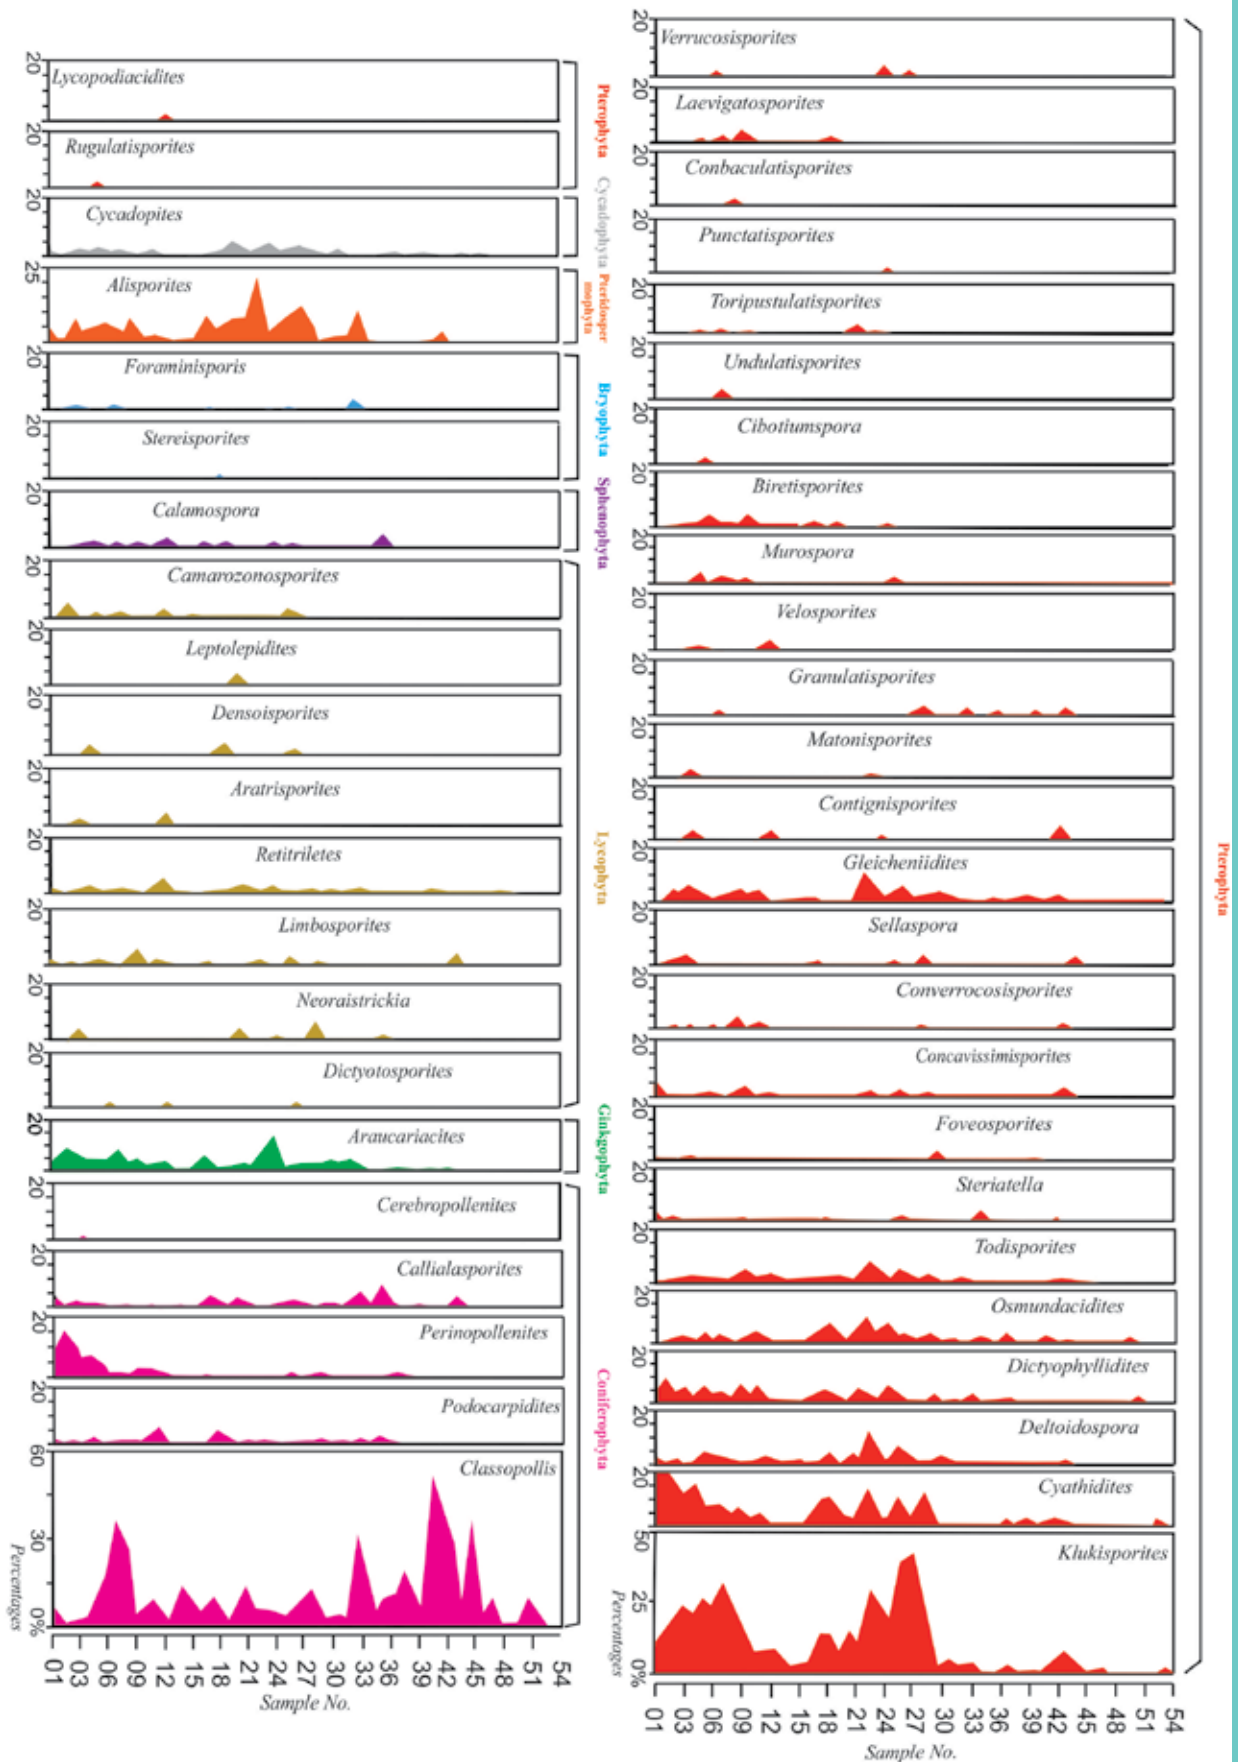 20
Lycopodiacidites
20
Rugulatisporites
20
Cycadopites
25
Alisporites
20
Foraminisporis
20
Stereisporites
20
Calamospora
20
Camarozonosporites
20
Leptolepidites
20
Densoisporites
20
Aratrisporites
20
Retitriletes
20
Limbosporites
20
Neoraistrickia
20
Dictyotosporites
20
Araucariacites
20
Cerebropollenites
20
Callialasporites
20
Perinopollenites
20
Podocarpidites
60
Classopollis
30
0%
Percentages
01 03 06 09 12 15 18 21 24 27 30 33 36 39 42 45 48 51 54
Sample No.
Pterophyta
Cycadophyta
Pteridosper
mophyta
Bryophyta
Sphenophyta
Lycophyta
Ginkgophyta
Coniferophyta
20
Verrucosisporites
20
Laevigatosporites
20
Conbaculatisporites
20
Punctatisporites
20
Toripustulatisporites
20
Undulatisporites
20
Cibotiumspora
20
Biretisporites
20
Murospora
20
Velosporites
20
Granulatisporites
20
Matonisporites
20
Contignisporites
20
Gleicheniidites
20
Sellaspora
20
Converrocosisporites
20
Concavissimisporites
20
Foveosporites
20
Steriatella
20
Todisporites
20
Osmundacidites
20
Dictyophyllidites
20
Deltoidospora
20
Cyathidites
50
Klukisporites
25
0%
Percentages
01 03 06 09 12 15 18 21 24 27 30 33 36 39 42 45 48 51 54
Sample No.
Pterophyta